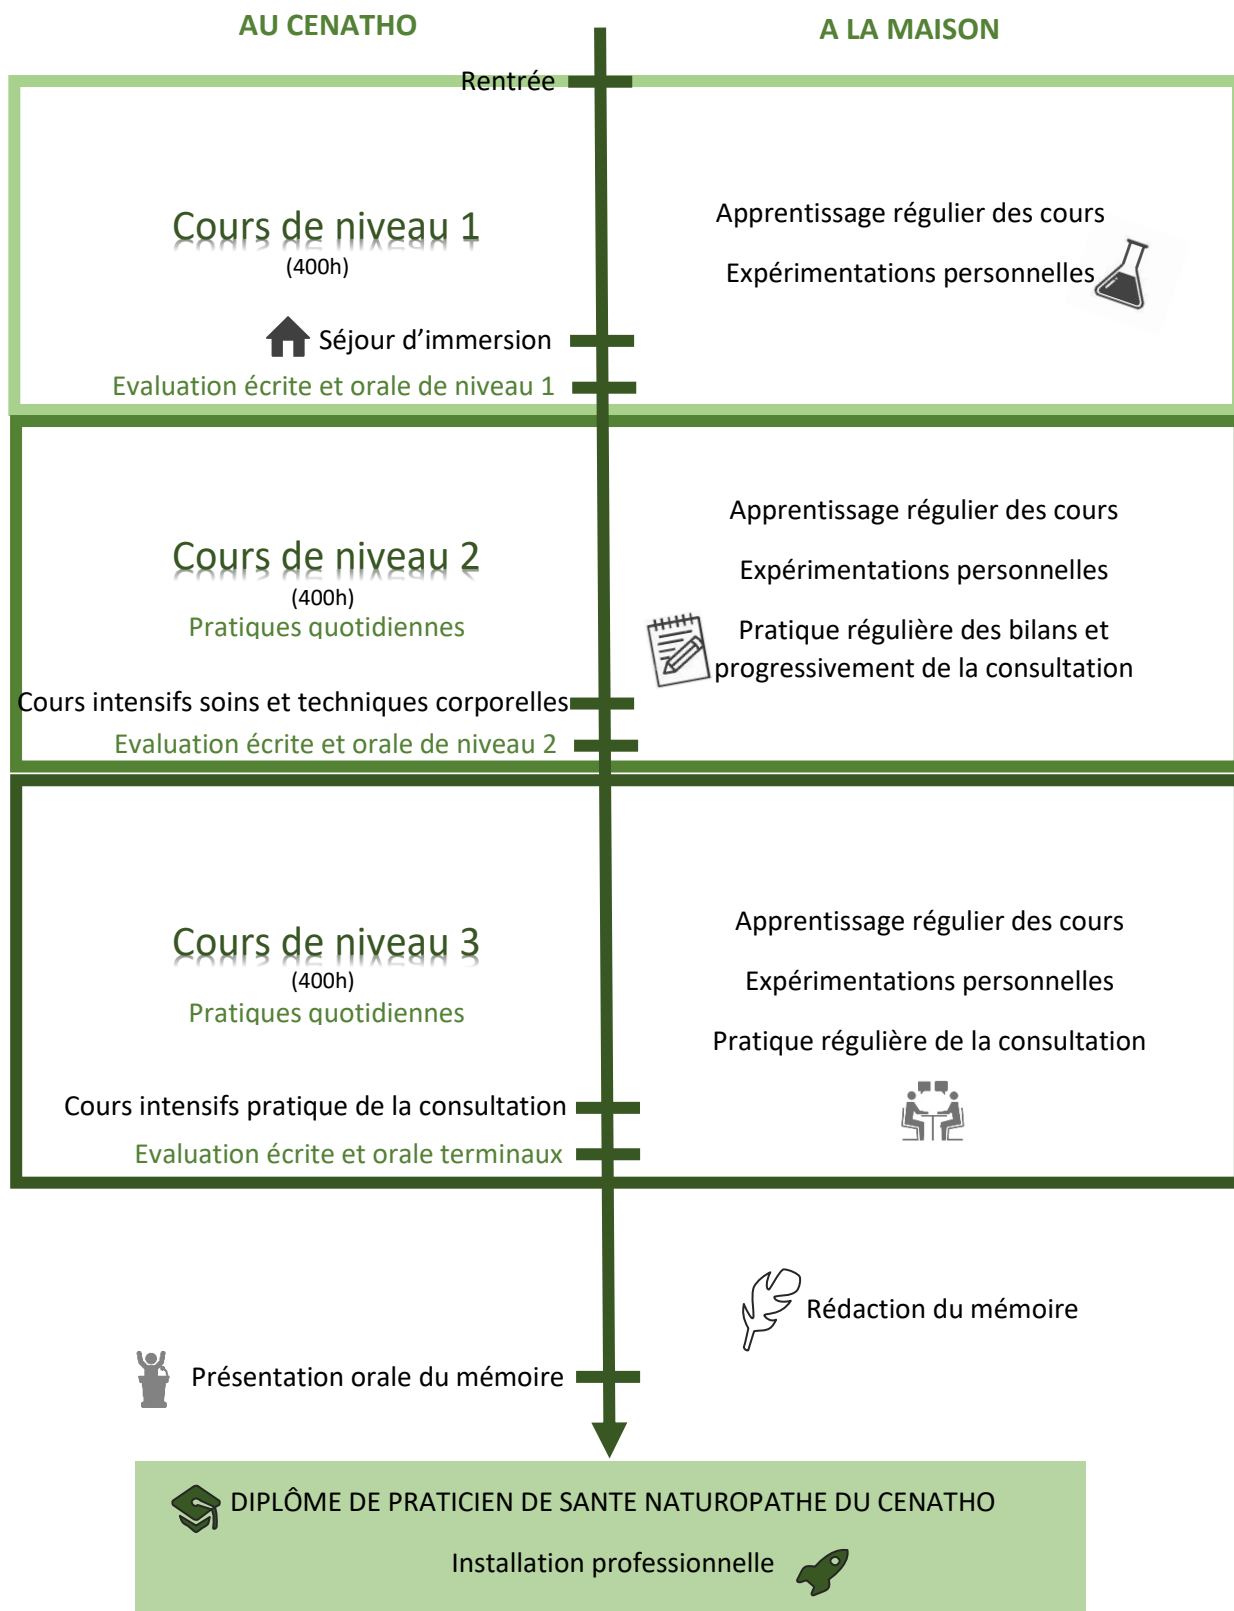 AU CENATHO
A LA MAISON
Rentrée
Cours de niveau 1
(400h)
Apprentissage régulier des cours
Expérimentations personnelles
Séjour d’immersion
Evaluation écrite et orale de niveau 1
Cours de niveau 2
(400h)
Pratiques quotidiennes
Apprentissage régulier des cours
Expérimentations personnelles
Pratique régulière des bilans et
progressivement de la consultation
Cours intensifs soins et techniques corporelles
Evaluation écrite et orale de niveau 2
Cours de niveau 3
(400h)
Pratiques quotidiennes
Apprentissage régulier des cours
Expérimentations personnelles
Pratique régulière de la consultation
Cours intensifs pratique de la consultation
Evaluation écrite et orale terminaux
Rédaction du mémoire
Présentation orale du mémoire
DIPLÔME DE PRATICIEN DE SANTE NATUROPATHE DU CENATHO
Installation professionnelle